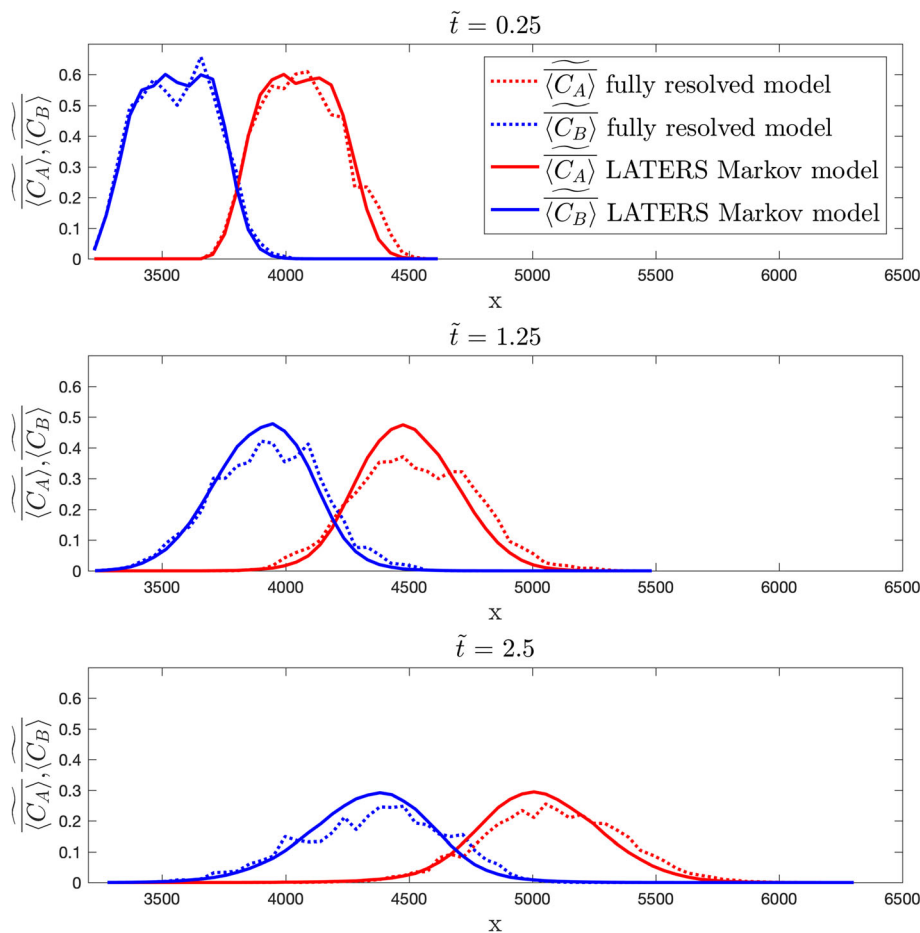 t̃ = 0.25
⟨C_A⟩,⟨C_B⟩
0.6
0.5
0.4
0.3
0.2
0.1
0
⟨C_A⟩ fully resolved model
⟨C_B⟩ fully resolved model
⟨C_A⟩ LATERS Markov model
⟨C_B⟩ LATERS Markov model
3500 4000 4500 5000 5500 6000 6500
x
t̃ = 1.25
⟨C_A⟩,⟨C_B⟩
0.6
0.5
0.4
0.3
0.2
0.1
0
3500 4000 4500 5000 5500 6000 6500
x
t̃ = 2.5
⟨C_A⟩,⟨C_B⟩
0.6
0.5
0.4
0.3
0.2
0.1
0
3500 4000 4500 5000 5500 6000 6500
x